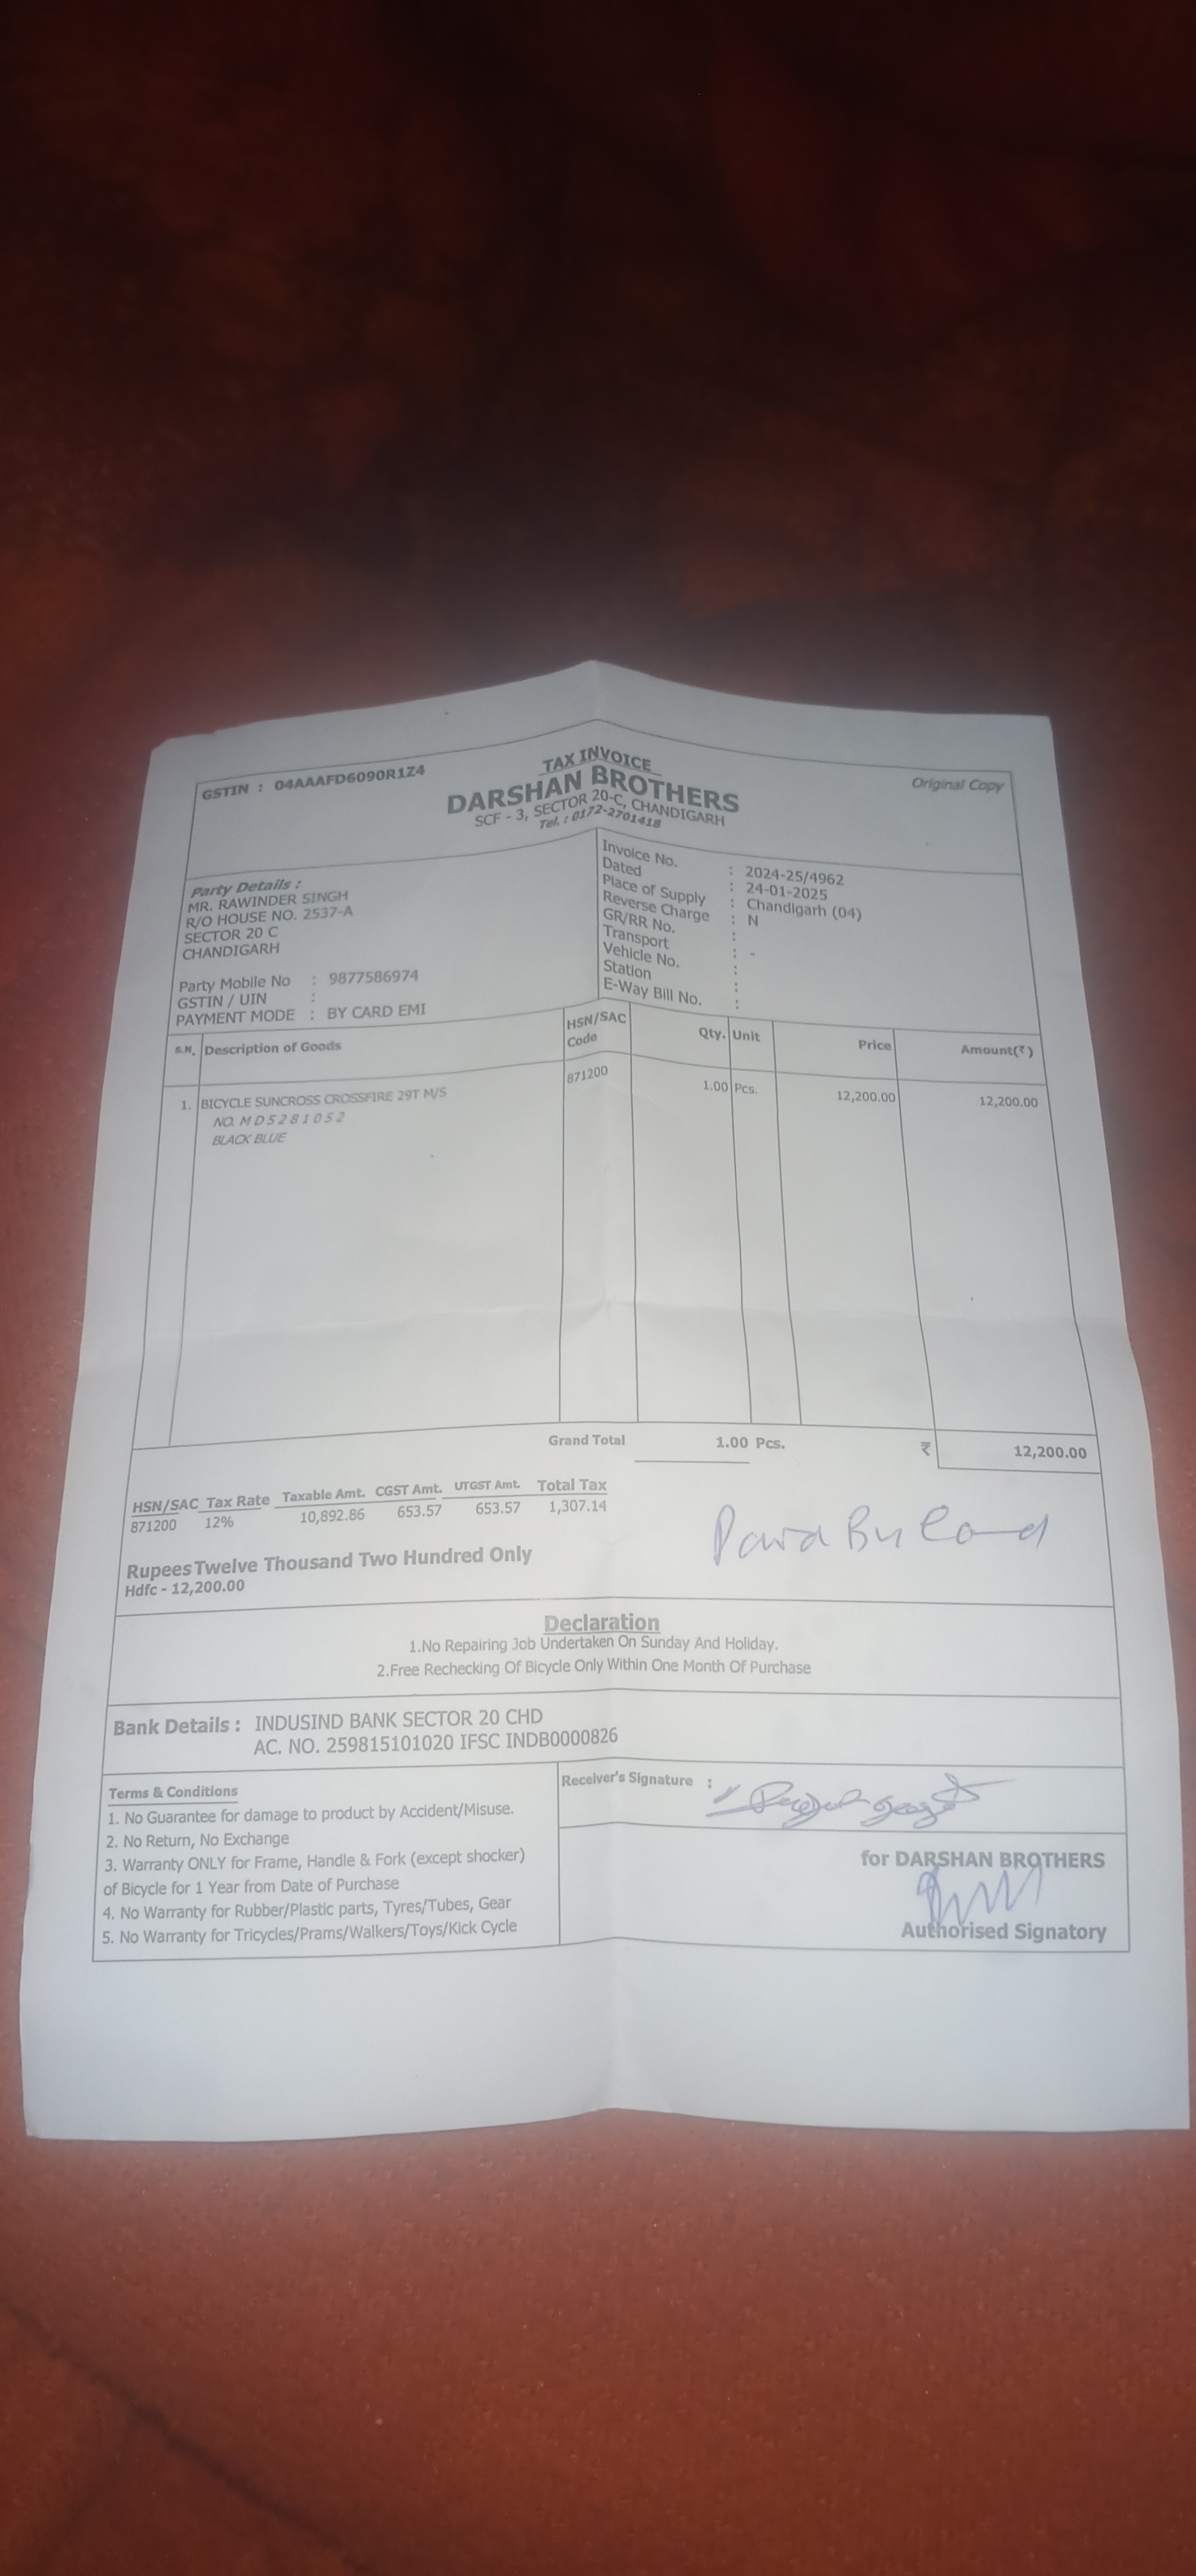 GSTIN : 04AAAFD6090R1Z4
TAX INVOICE
Original Copy
DARSHAN BROTHERS
SCF - 3, SECTOR 20-C, CHANDIGARH
Tel. : 0172-2701418
Party Details :
MR. RAWINDER SINGH
R/O HOUSE NO. 2537-A
SECTOR 20 C
CHANDIGARH
Party Mobile No : 9877586974
GSTIN / UIN :
PAYMENT MODE : BY CARD EMI
Invoice No. : 2024-25/4962
Dated : 24-01-2025
Place of Supply : Chandigarh (04)
Reverse Charge : N
GR/RR No. :
Transport : -
Vehicle No. :
Station :
E-Way Bill No. :
S.N. Description of Goods HSN/SAC Code Qty. Unit Price Amount(₹)
1. BICYCLE SUNCROSS CROSSFIRE 29T M/S 871200 1.00 Pcs. 12,200.00 12,200.00
NO. M D 5 2 8 1 0 5 2
BLACK BLUE
Grand Total 1.00 Pcs. ₹ 12,200.00
HSN/SAC Tax Rate Taxable Amt. CGST Amt. UTGST Amt. Total Tax
871200 12% 10,892.86 653.57 653.57 1,307.14
Rupees Twelve Thousand Two Hundred Only
Hdfc - 12,200.00
Declaration
1.No Repairing Job Undertaken On Sunday And Holiday.
2.Free Rechecking Of Bicycle Only Within One Month Of Purchase
Bank Details : INDUSIND BANK SECTOR 20 CHD
AC. NO. 259815101020 IFSC INDB0000826
Terms & Conditions
1. No Guarantee for damage to product by Accident/Misuse.
2. No Return, No Exchange
3. Warranty ONLY for Frame, Handle & Fork (except shocker)
of Bicycle for 1 Year from Date of Purchase
4. No Warranty for Rubber/Plastic parts, Tyres/Tubes, Gear
5. No Warranty for Tricycles/Prams/Walkers/Toys/Kick Cycle
Receiver's Signature :
for DARSHAN BROTHERS
Authorised Signatory